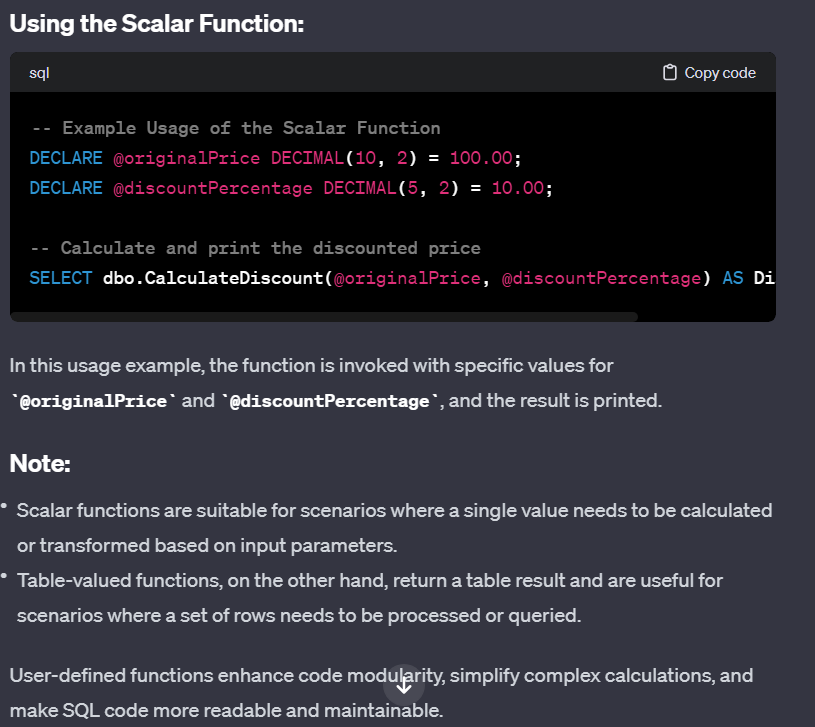 Using the Scalar Function:
sql Copy code
-- Example Usage of the Scalar Function
DECLARE @originalPrice DECIMAL(10, 2) = 100.00;
DECLARE @discountPercentage DECIMAL(5, 2) = 10.00;
-- Calculate and print the discounted price
SELECT dbo.CalculateDiscount(@originalPrice, @discountPercentage) AS Di
In this usage example, the function is invoked with specific values for
`@originalPrice` and `@discountPercentage`, and the result is printed.
Note:
• Scalar functions are suitable for scenarios where a single value needs to be calculated
or transformed based on input parameters.
• Table-valued functions, on the other hand, return a table result and are useful for
scenarios where a set of rows needs to be processed or queried.
User-defined functions enhance code modularity, simplify complex calculations, and
make SQL code more readable and maintainable.